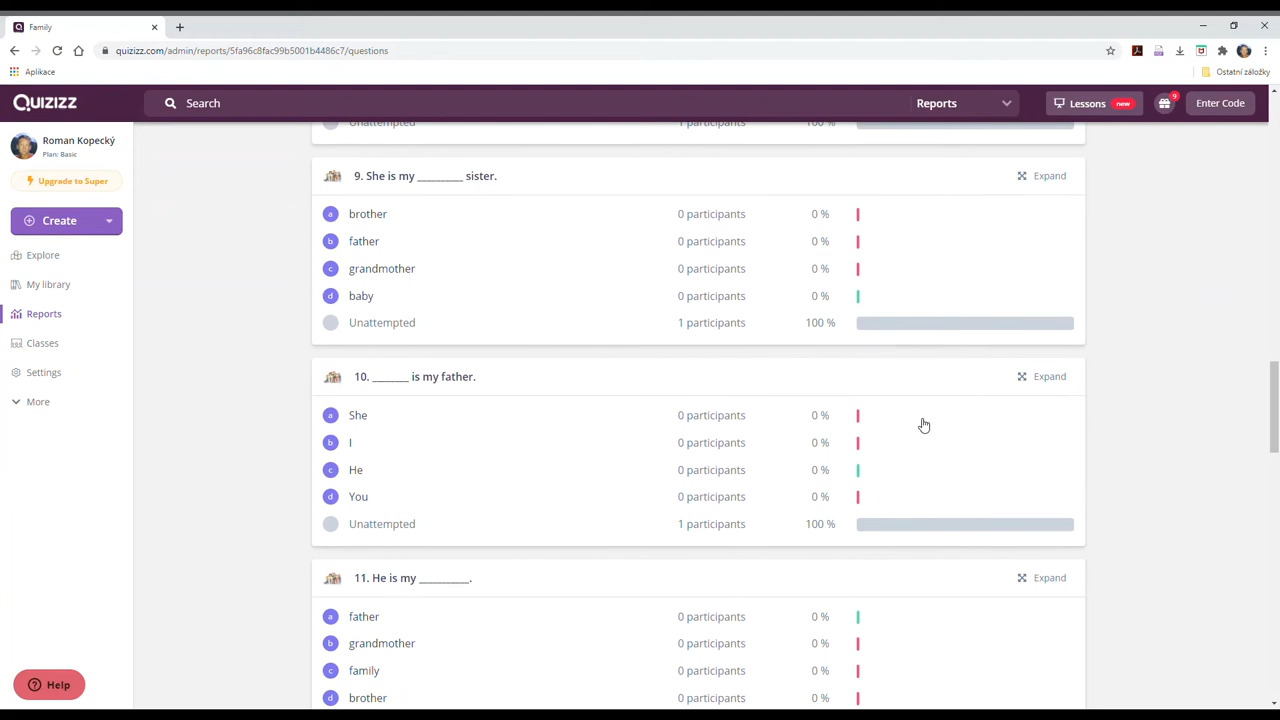 Family
quizizz.com/admin/reports/5fa96c8fac99b5001b4486c7/questions
Aplikace
Ostatní záložky
QUIZIZZ
Search
Reports
Lessons new
9
Enter Code
Roman Kopecký
Plan: Basic
Upgrade to Super
Create
Explore
My library
Reports
Classes
Settings
More
Help
Unattempted 1 participants 100 %
9. She is my _________ sister. Expand
a brother 0 participants 0 %
b father 0 participants 0 %
c grandmother 0 participants 0 %
d baby 0 participants 0 %
Unattempted 1 participants 100 %
10. _______ is my father. Expand
a She 0 participants 0 %
b I 0 participants 0 %
c He 0 participants 0 %
d You 0 participants 0 %
Unattempted 1 participants 100 %
11. He is my __________. Expand
a father 0 participants 0 %
b grandmother 0 participants 0 %
c family 0 participants 0 %
d brother 0 participants 0 %